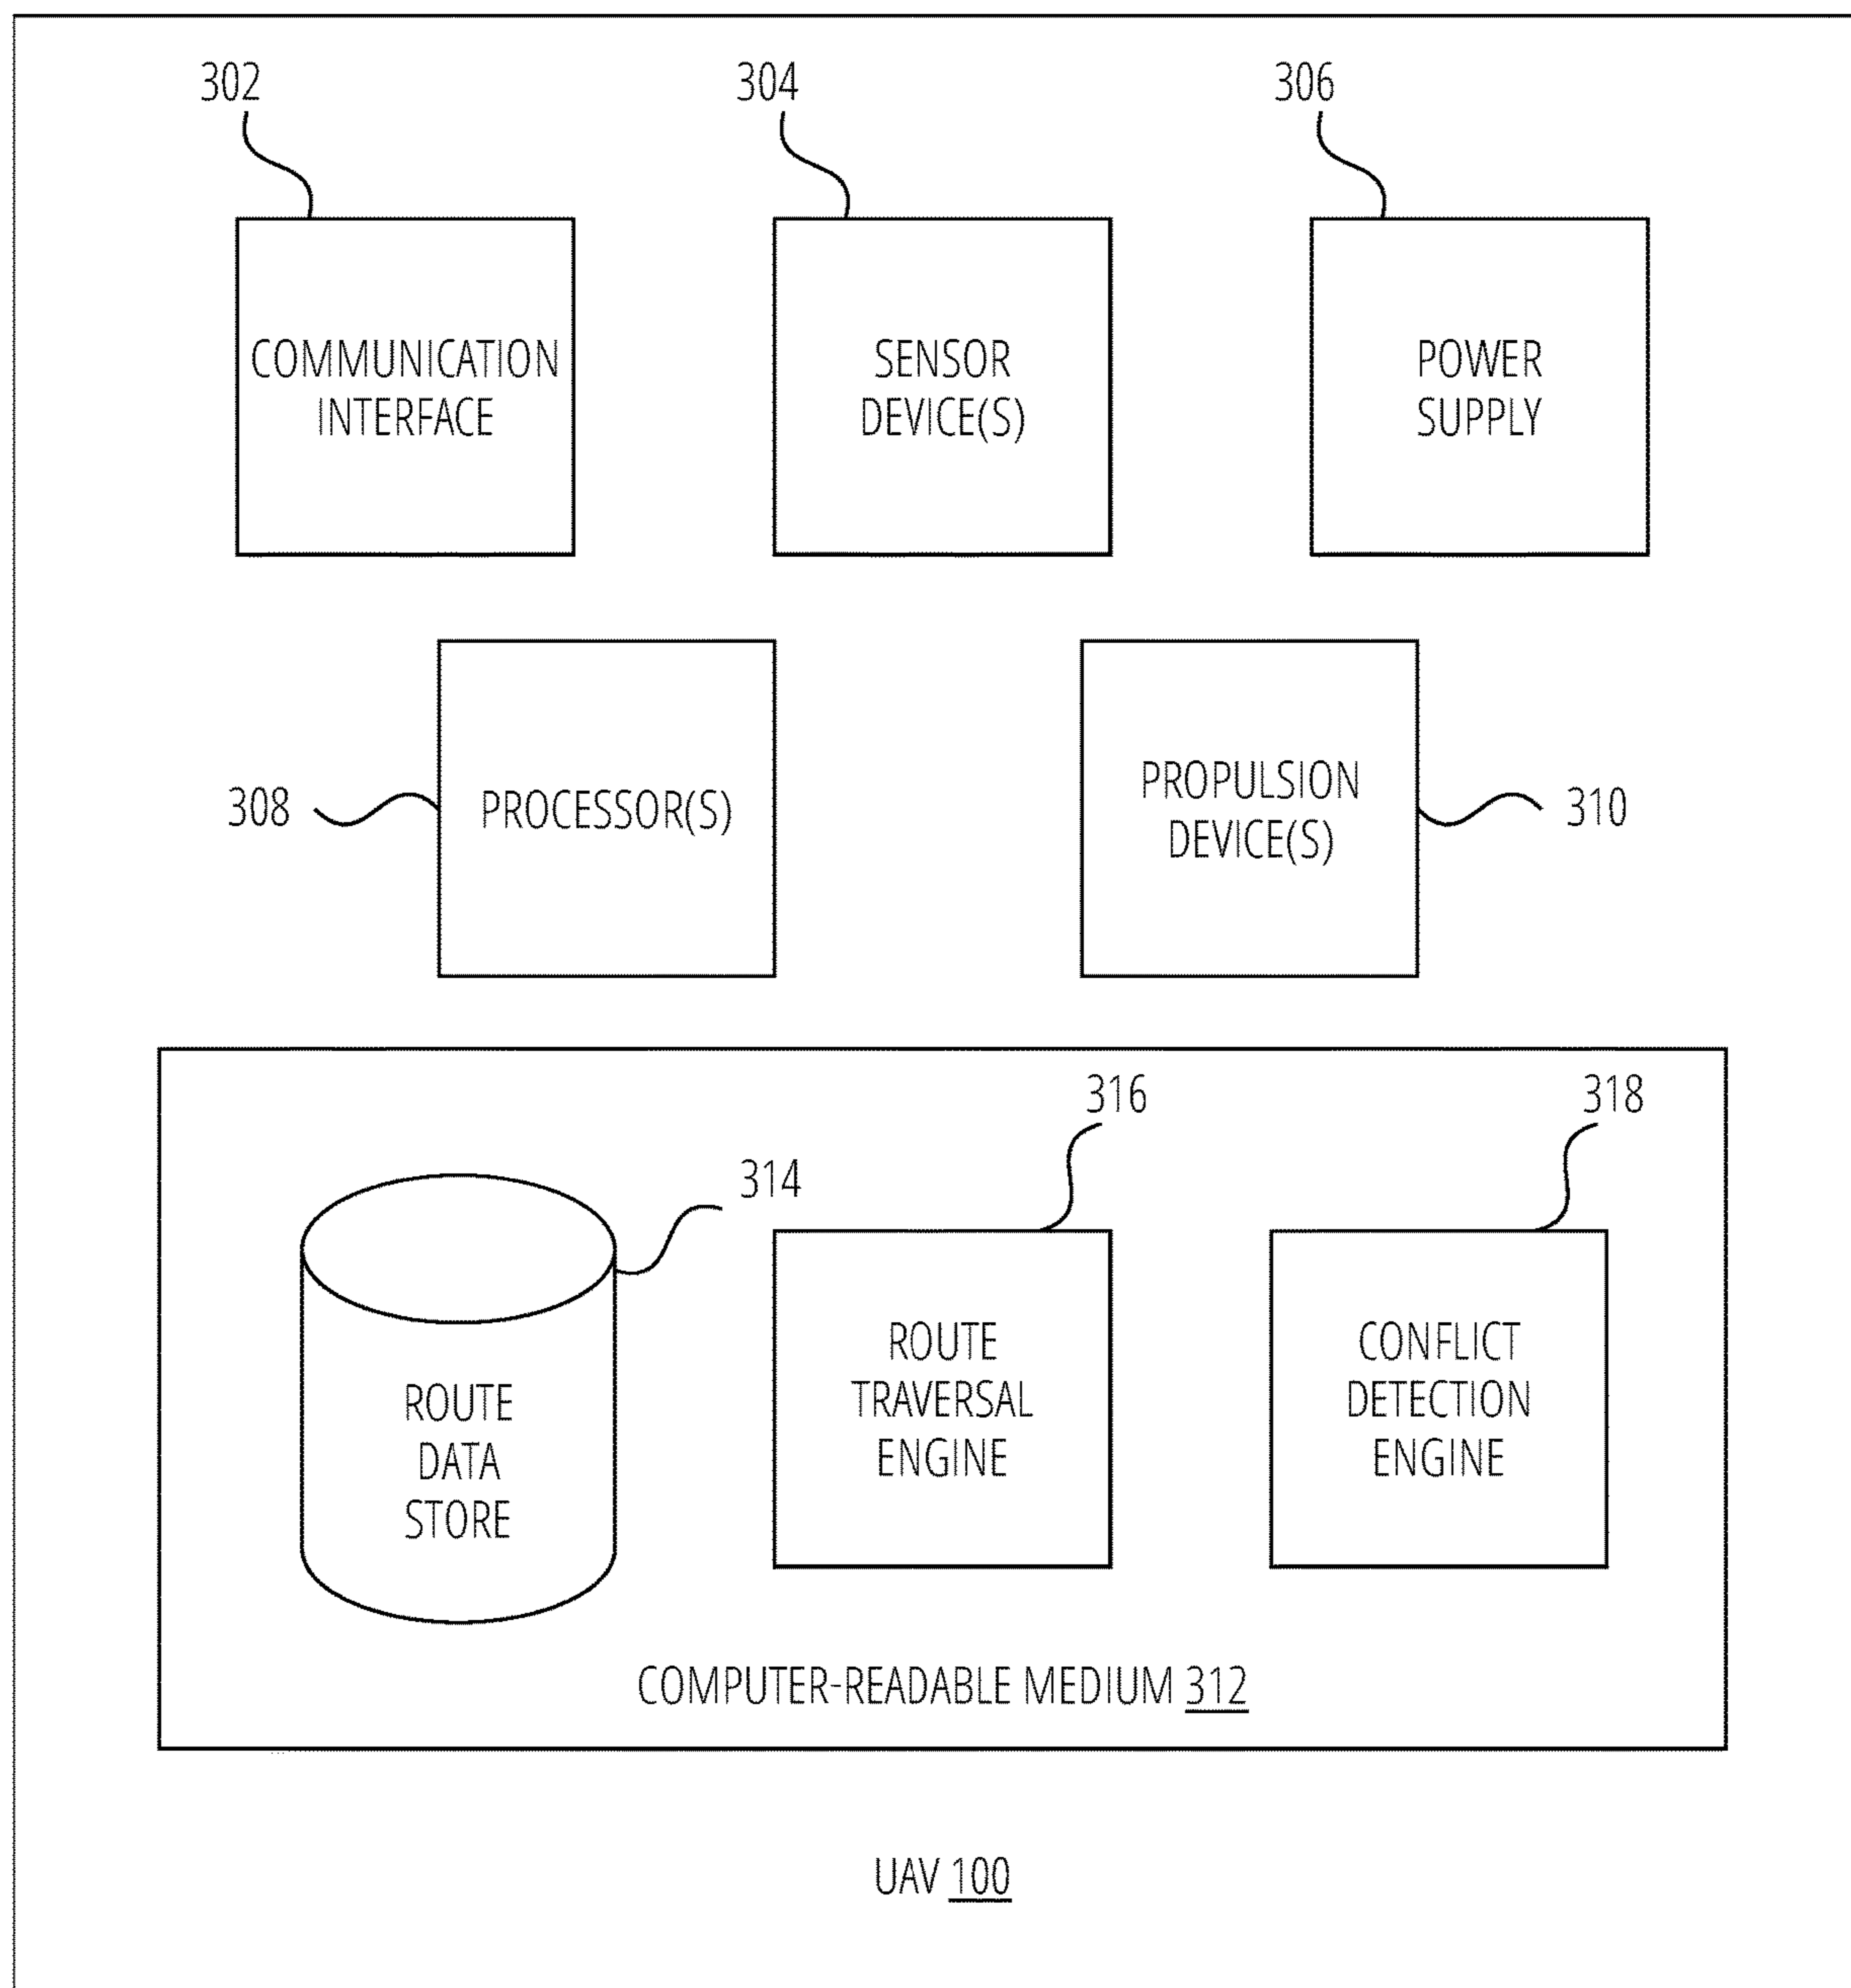 302
304
306
COMMUNICATION
INTERFACE
SENSOR
DEVICE(S)
POWER
SUPPLY
308
PROCESSOR(S)
PROPULSION
DEVICE(S)
310
316
318
314
ROUTE
DATA
STORE
ROUTE
TRAVERSAL
ENGINE
CONFLICT
DETECTION
ENGINE
COMPUTER-READABLE MEDIUM 312
UAV 100